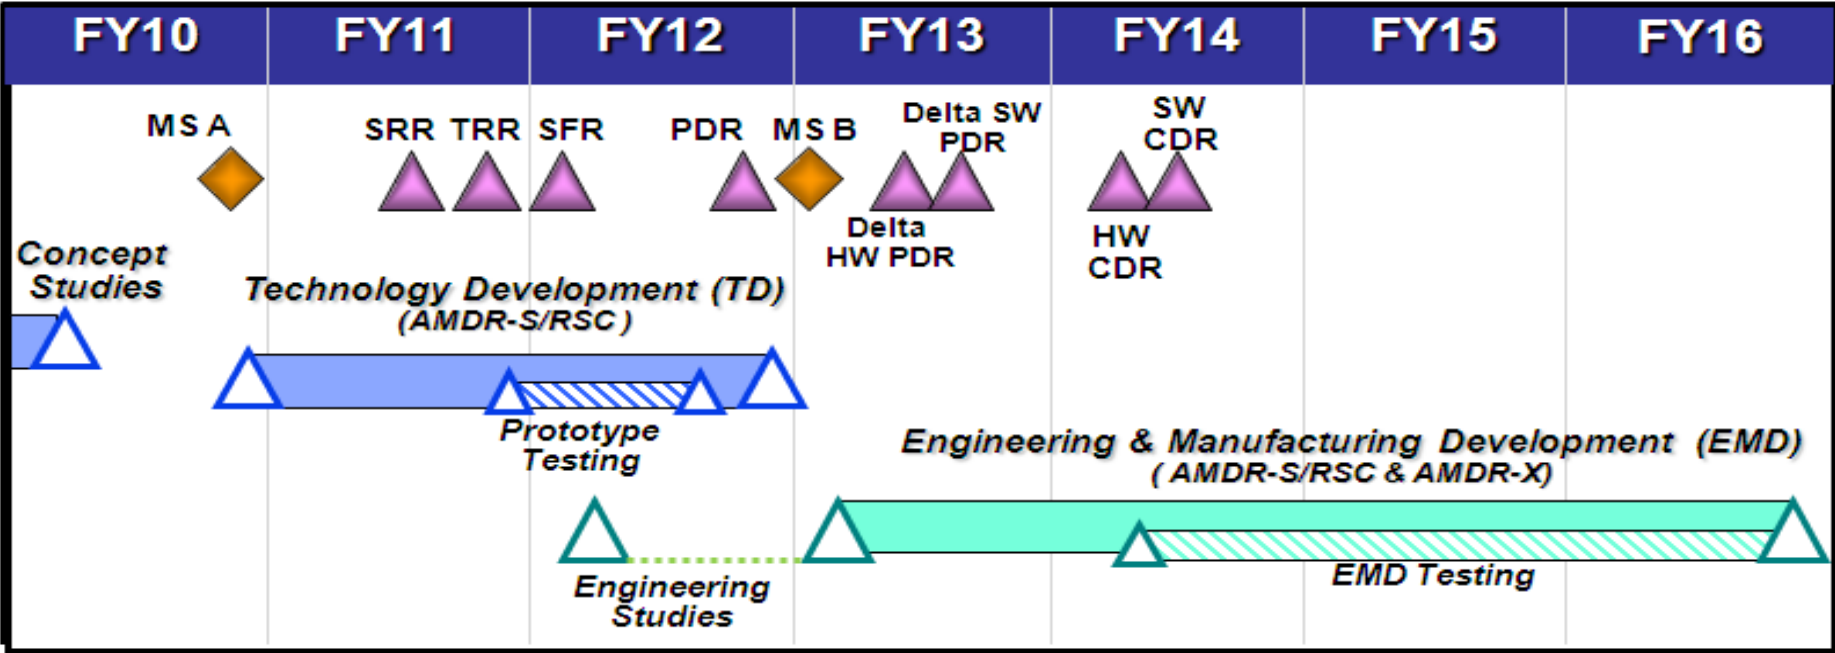 FY10 FY11 FY12 FY13 FY14 FY15 FY16
MS A
SRR TRR SFR
PDR
MS B
Delta SW
PDR
SW
CDR
Delta
HW PDR
HW
CDR
Concept
Studies
Technology Development (TD)
(AMDR-S/RSC)
Prototype
Testing
Engineering & Manufacturing Development (EMD)
( AMDR-S/RSC & AMDR-X)
EMD Testing
Engineering
Studies